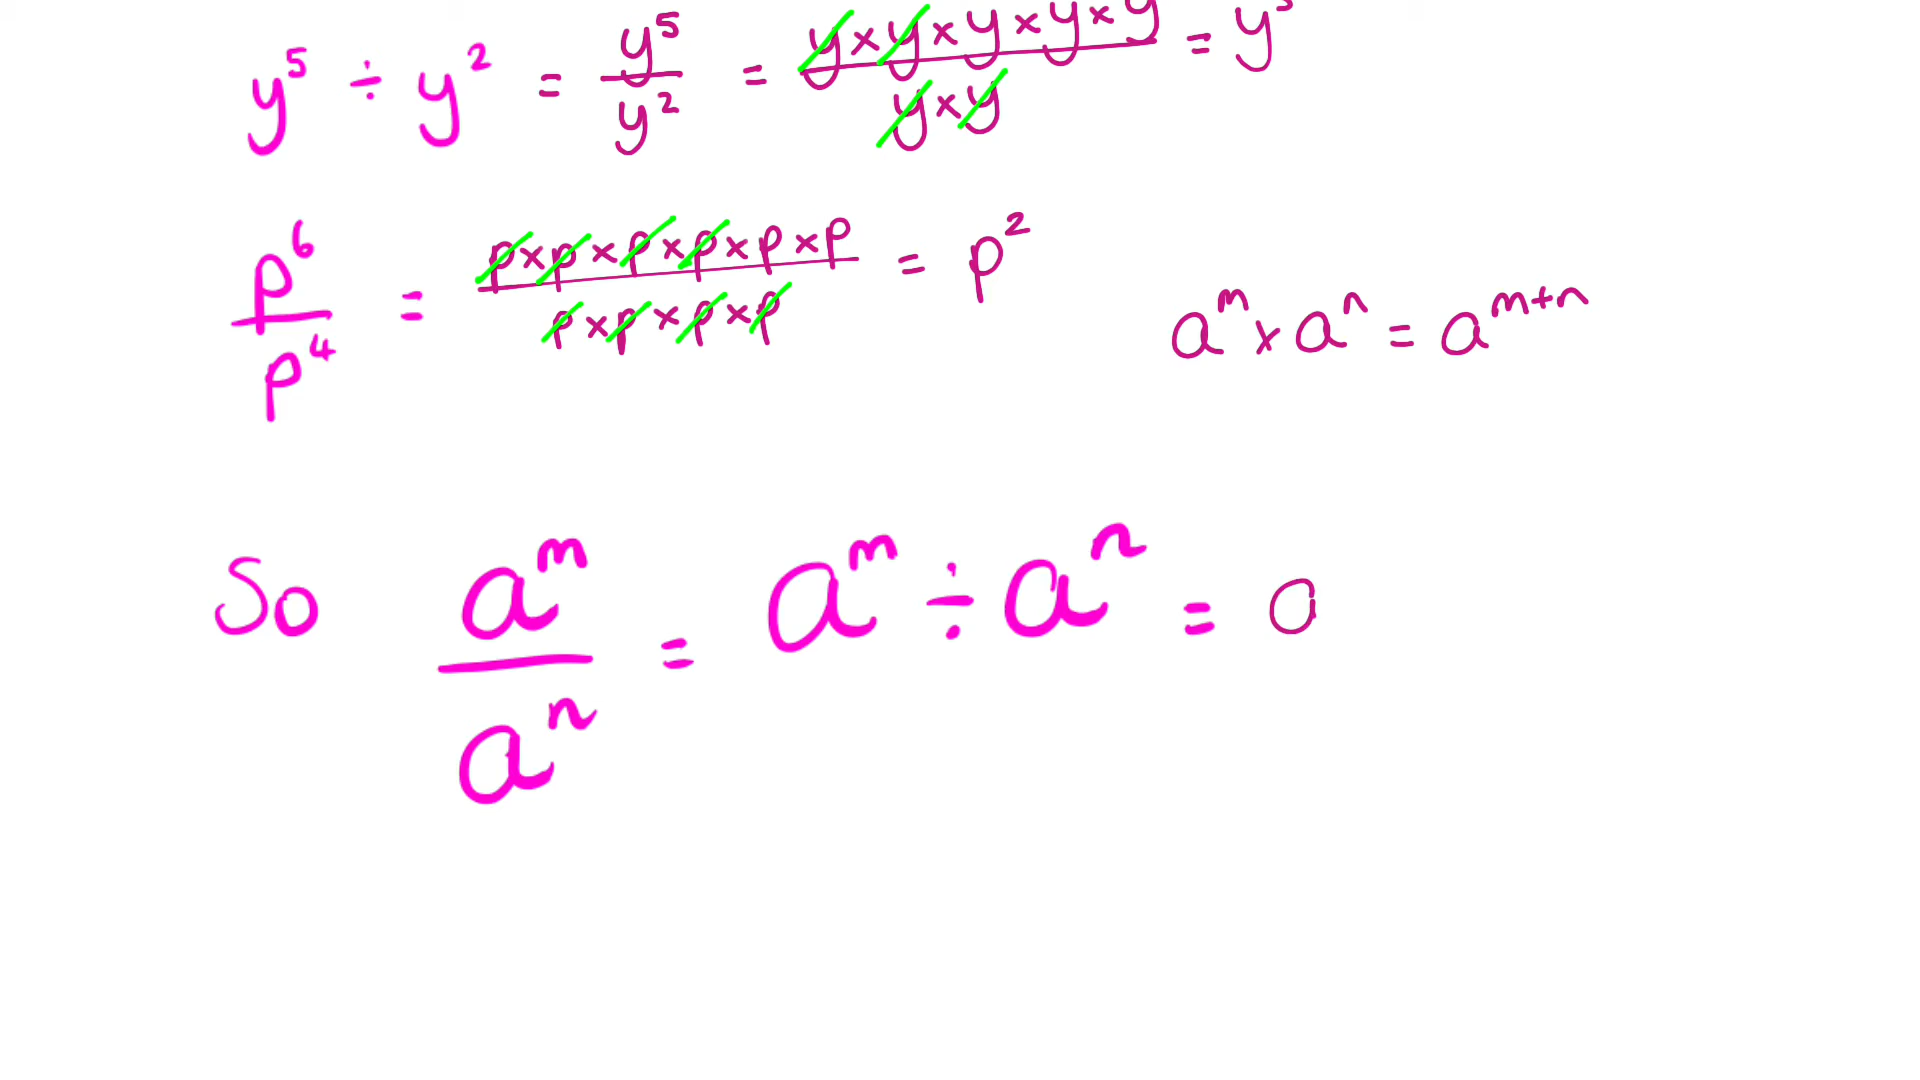 y⁵ ÷ y² = y⁵/y² = (y×y×y×y×y)/(y×y) = y³
p⁶/p⁴ = (p×p×p×p×p×p)/(p×p×p×p) = p²
aᵐ × aⁿ = aᵐ⁺ⁿ
So aᵐ/aⁿ = aᵐ ÷ aⁿ = a